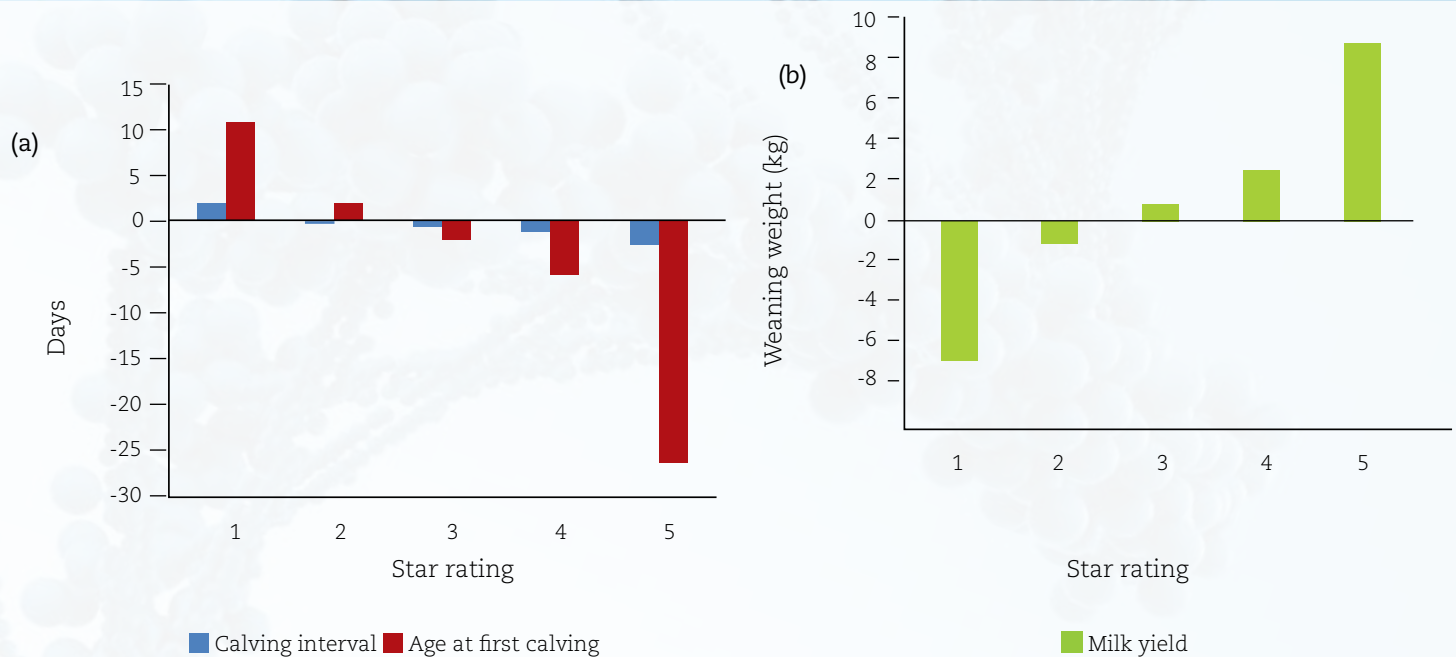 (a)
15
10
5
0
-5
-10
-15
-20
-25
-30
Days
1 2 3 4 5
Star rating
Calving interval Age at first calving
(b)
10
8
6
4
2
0
-2
-4
-6
-8
Weaning weight (kg)
1 2 3 4 5
Star rating
Milk yield